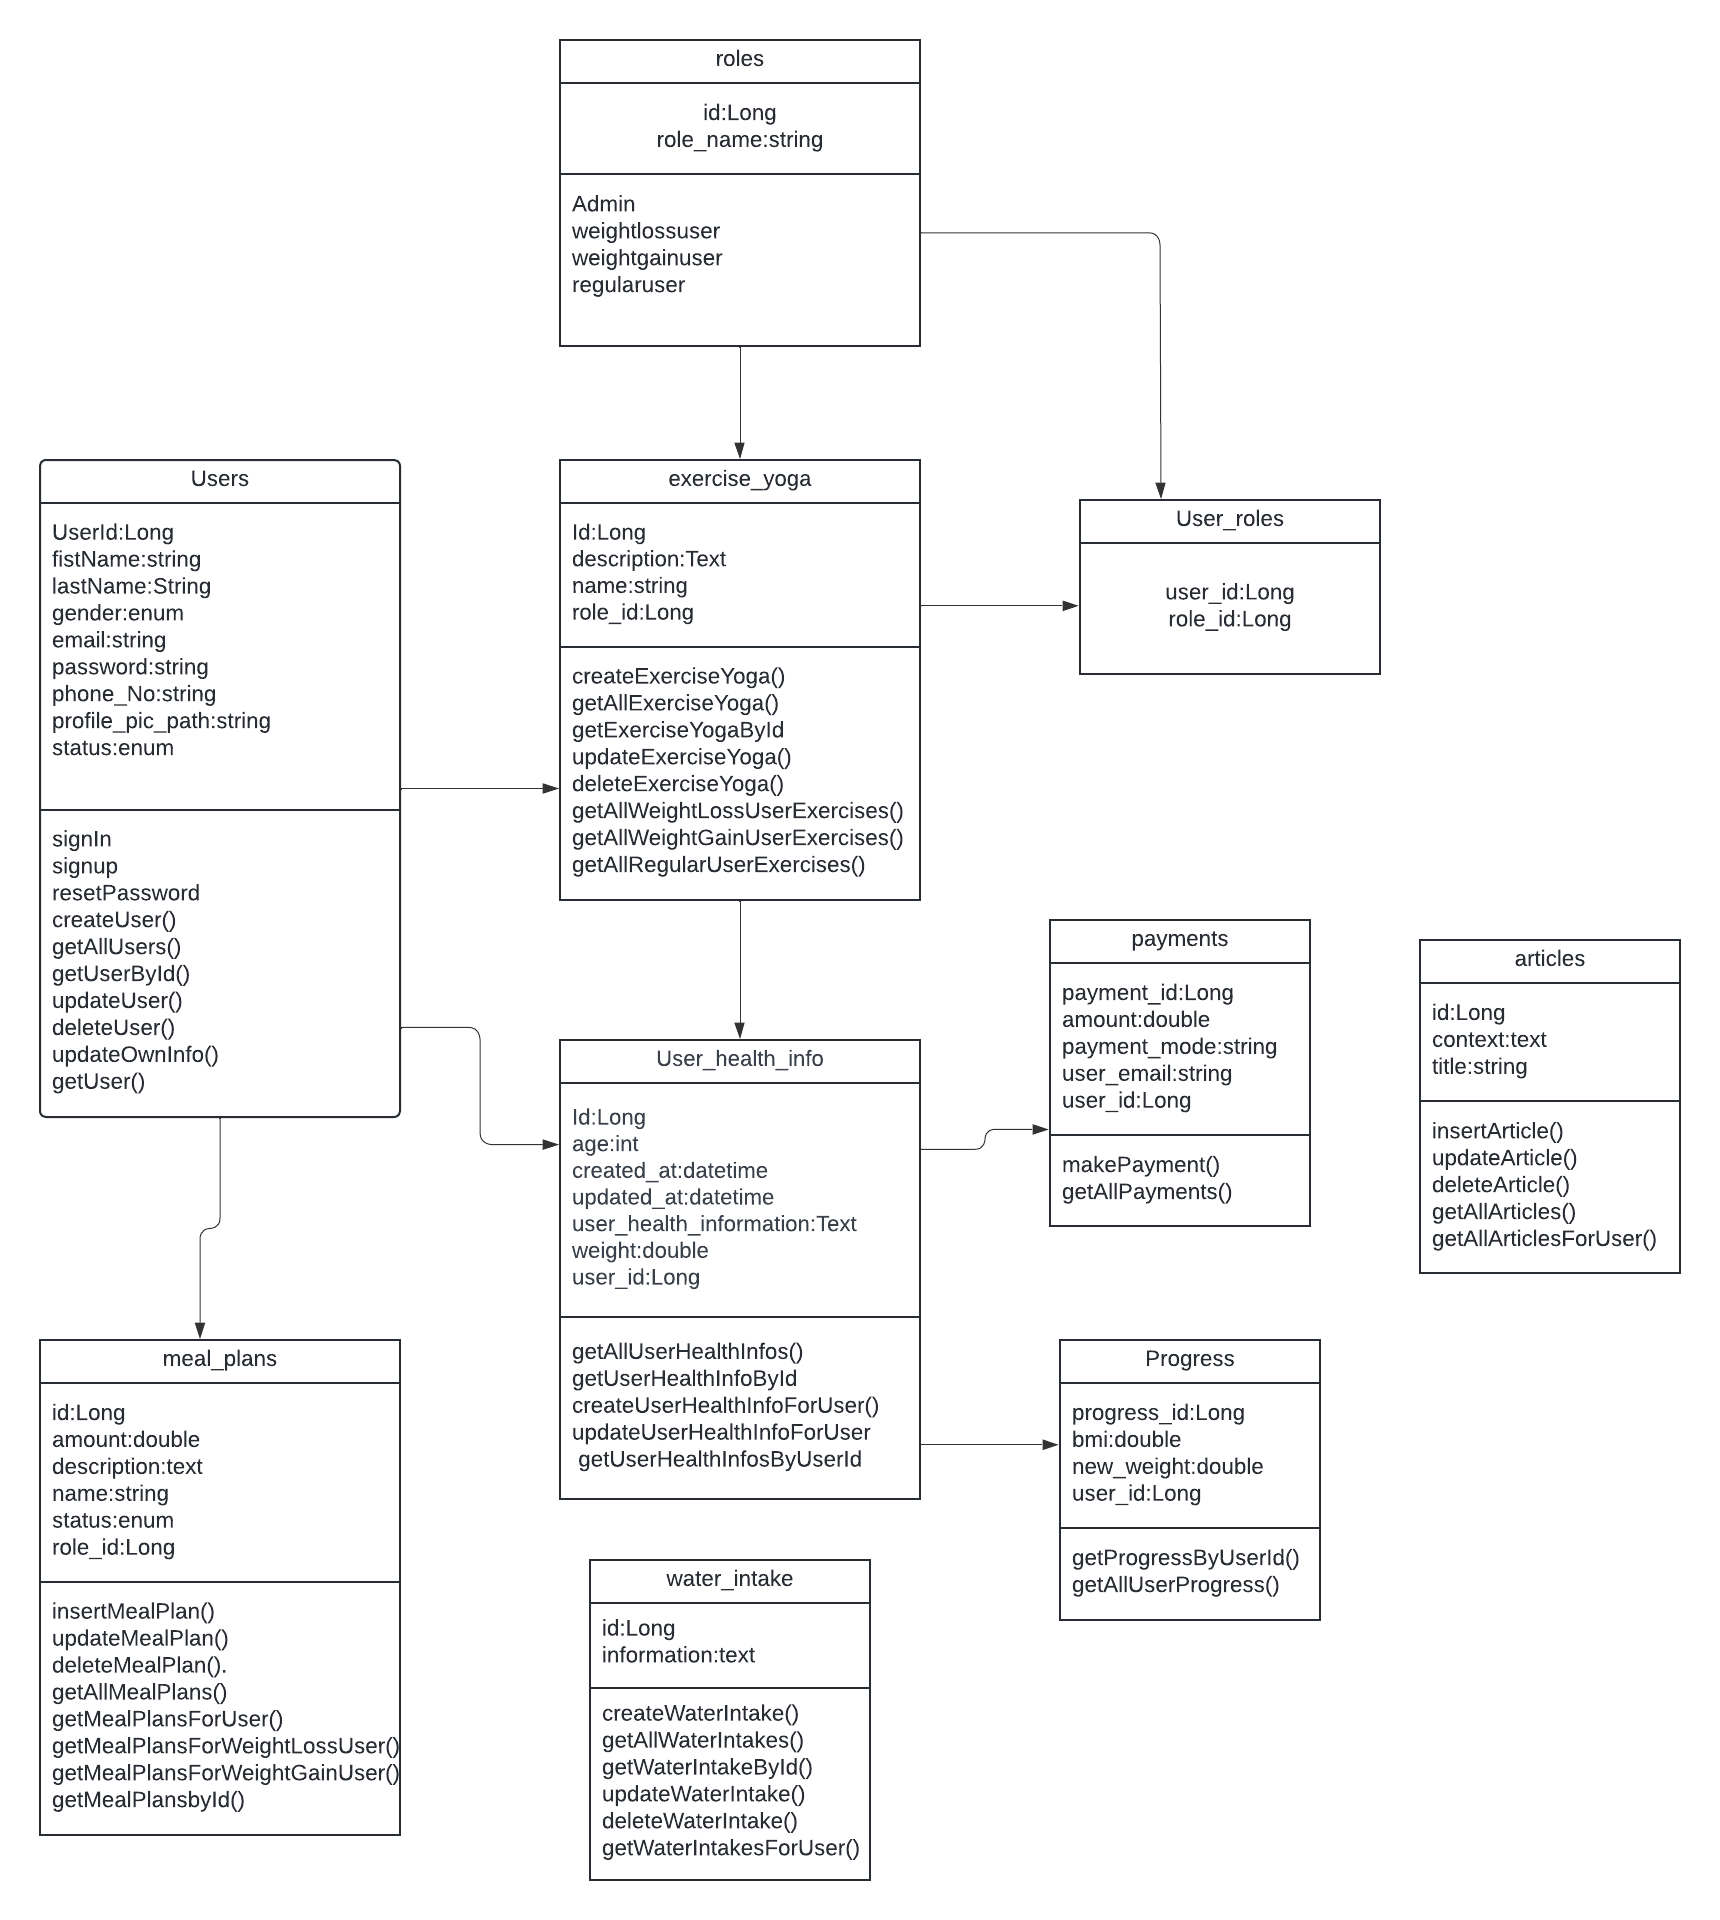 roles
id:Long
role_name:string
Admin
weightlossuser
weightgainuser
regularuser
Users
UserId:Long
fistName:string
lastName:String
gender:enum
email:string
password:string
phone_No:string
profile_pic_path:string
status:enum
signIn
signup
resetPassword
createUser()
getAllUsers()
getUserById()
updateUser()
deleteUser()
updateOwnInfo()
getUser()
exercise_yoga
Id:Long
description:Text
name:string
role_id:Long
createExerciseYoga()
getAllExerciseYoga()
getExerciseYogaById
updateExerciseYoga()
deleteExerciseYoga()
getAllWeightLossUserExercises()
getAllWeightGainUserExercises()
getAllRegularUserExercises()
User_roles
user_id:Long
role_id:Long
payments
payment_id:Long
amount:double
payment_mode:string
user_email:string
user_id:Long
makePayment()
getAllPayments()
articles
id:Long
context:text
title:string
insertArticle()
updateArticle()
deleteArticle()
getAllArticles()
getAllArticlesForUser()
User_health_info
Id:Long
age:int
created_at:datetime
updated_at:datetime
user_health_information:Text
weight:double
user_id:Long
getAllUserHealthInfos()
getUserHealthInfoById
createUserHealthInfoForUser()
updateUserHealthInfoForUser
getUserHealthInfosByUserId
meal_plans
id:Long
amount:double
description:text
name:string
status:enum
role_id:Long
insertMealPlan()
updateMealPlan()
deleteMealPlan().
getAllMealPlans()
getMealPlansForUser()
getMealPlansForWeightLossUser()
getMealPlansForWeightGainUser()
getMealPlansbyId()
Progress
progress_id:Long
bmi:double
new_weight:double
user_id:Long
getProgressByUserId()
getAllUserProgress()
water_intake
id:Long
information:text
createWaterIntake()
getAllWaterIntakes()
getWaterIntakeById()
updateWaterIntake()
deleteWaterIntake()
getWaterIntakesForUser()